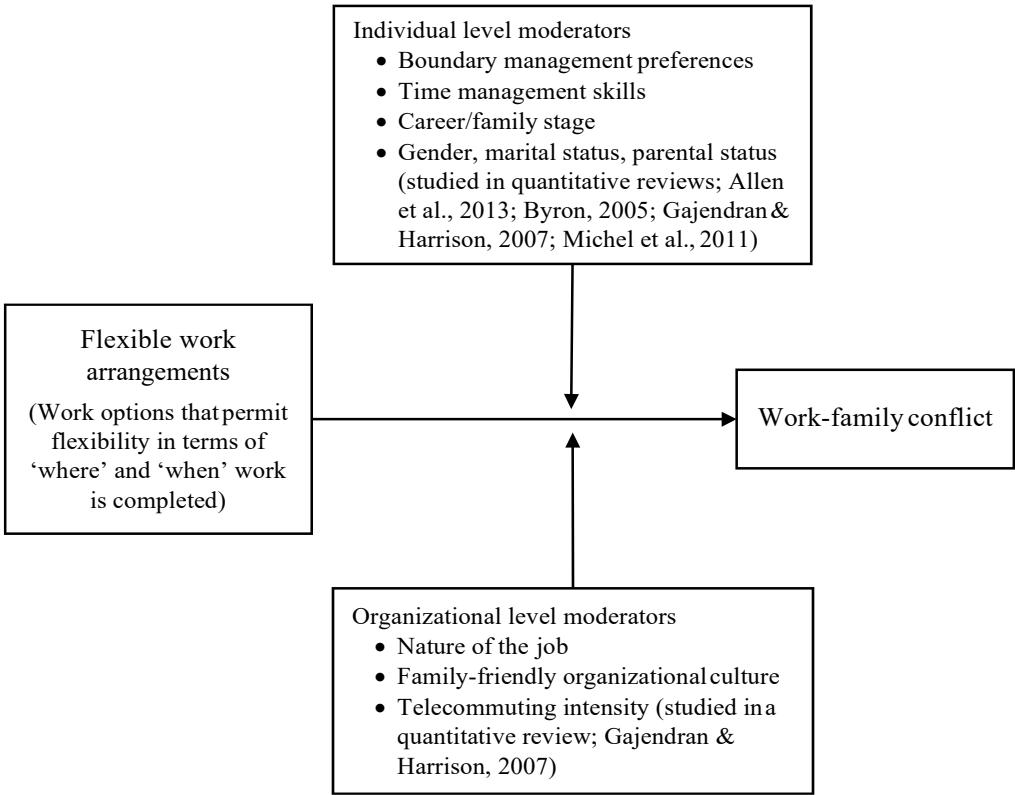 Individual level moderators
• Boundary management preferences
• Time management skills
• Career/family stage
• Gender, marital status, parental status
(studied in quantitative reviews; Allen
et al., 2013; Byron, 2005; Gajendran &
Harrison, 2007; Michel et al., 2011)
Flexible work
arrangements
(Work options that permit
flexibility in terms of
‘where’ and ‘when’ work
is completed)
Work-family conflict
Organizational level moderators
• Nature of the job
• Family-friendly organizational culture
• Telecommuting intensity (studied in a
quantitative review; Gajendran &
Harrison, 2007)